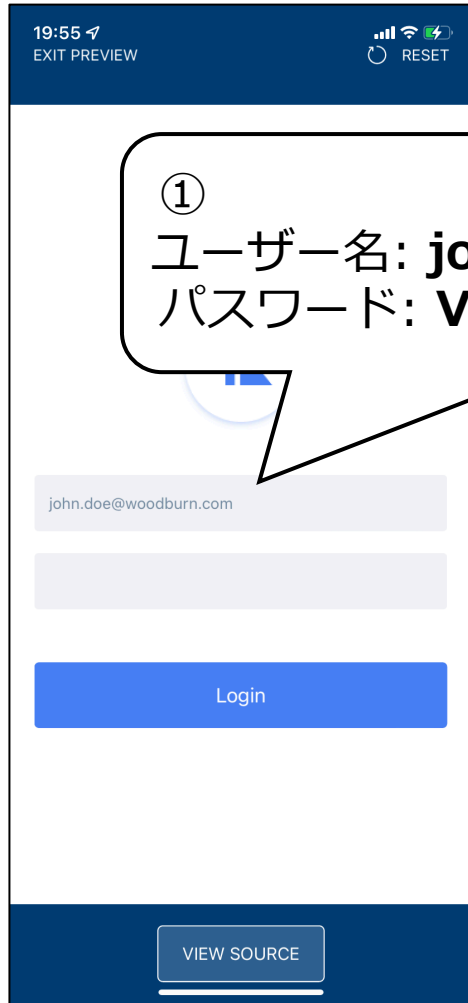 19:55
EXIT PREVIEW
RESET
①
ユーザー名: jo
パスワード: V
john.doe@woodburn.com
Login
VIEW SOURCE